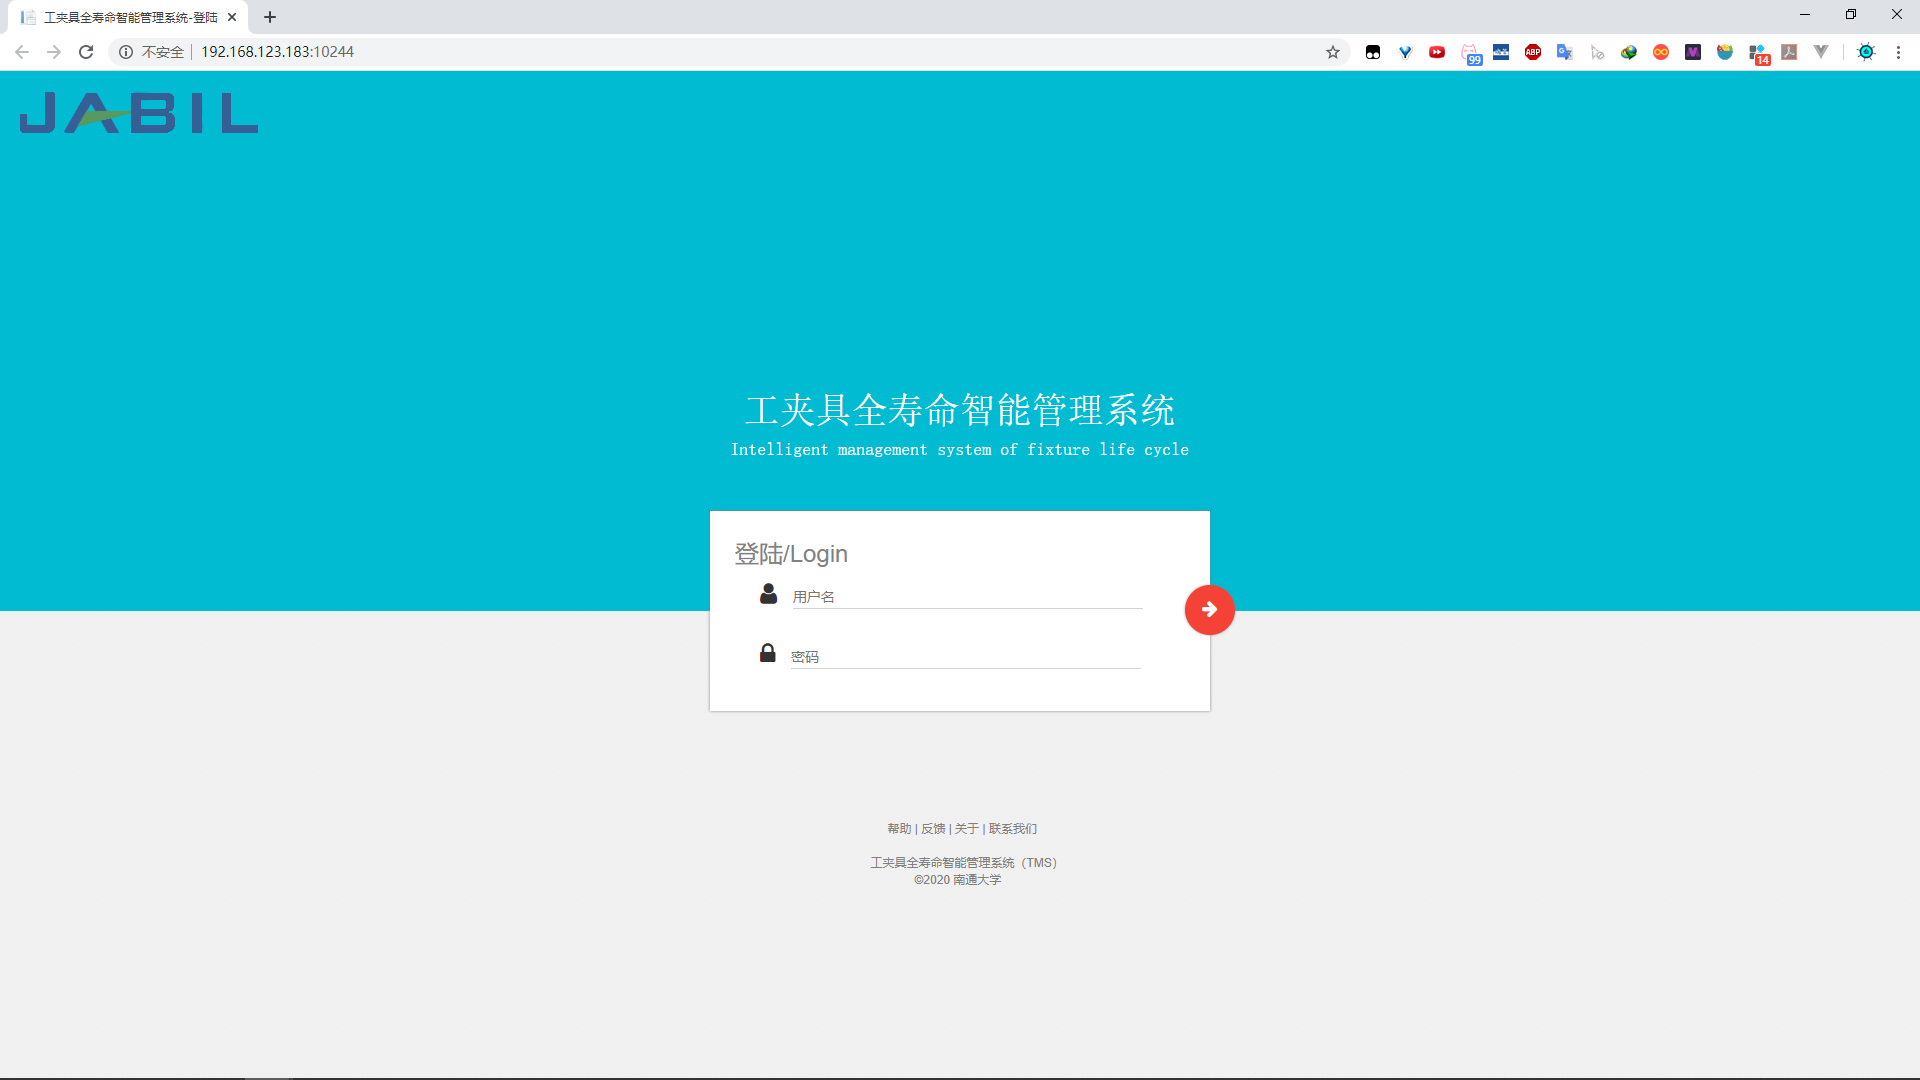 工夹具全寿命智能管理系统-登陆
不安全
192.168.123.183:10244
99
ABP
14
JABIL
工夹具全寿命智能管理系统
Intelligent management system of fixture life cycle
登陆/Login
用户名
密码
帮助 | 反馈 | 关于 | 联系我们
工夹具全寿命智能管理系统（TMS）
©2020 南通大学